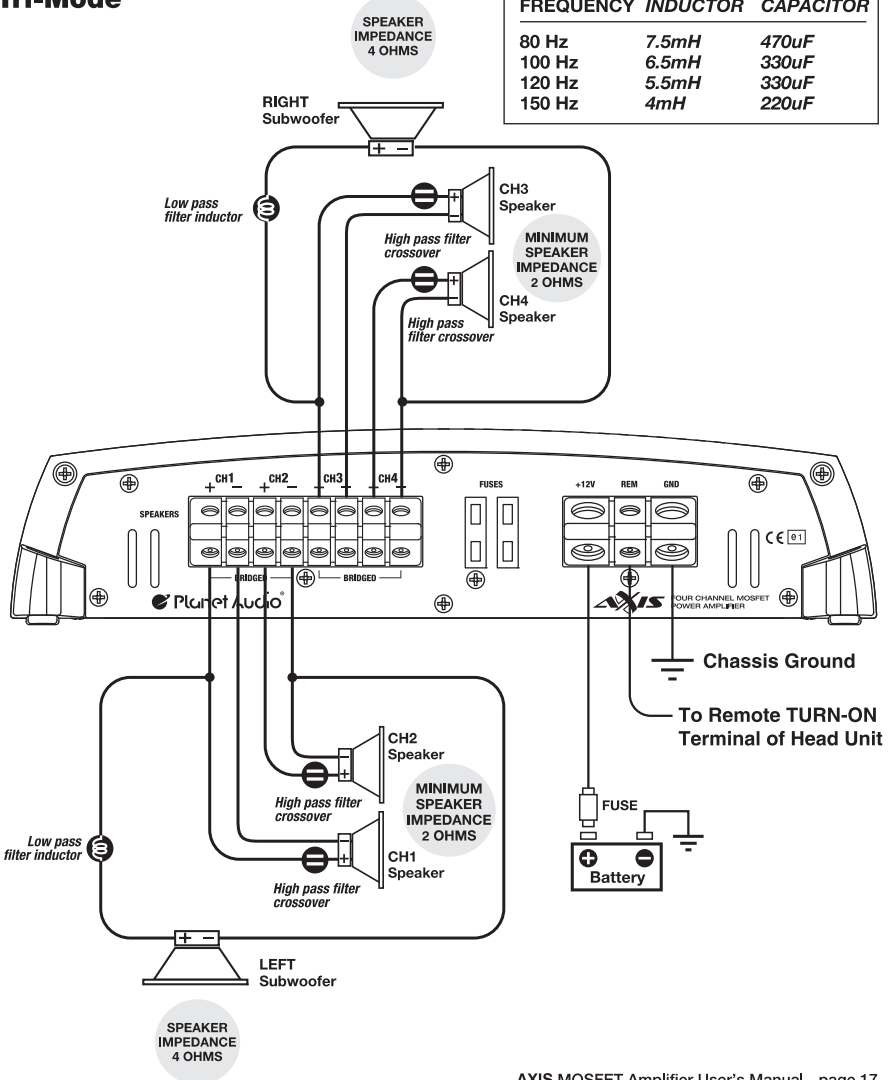 Tri-Mode
FREQUENCY INDUCTOR CAPACITOR
80 Hz 7.5mH 470uF
100 Hz 6.5mH 330uF
120 Hz 5.5mH 330uF
150 Hz 4mH 220uF
SPEAKER
IMPEDANCE
4 OHMS
RIGHT
Subwoofer
+ −
Low pass
filter inductor
CH3
Speaker
+
−
High pass filter
crossover
MINIMUM
SPEAKER
IMPEDANCE
2 OHMS
+
−
CH4
Speaker
High pass
filter crossover
CH1 CH2 CH3 CH4
+ − + − + − + −
SPEAKERS
FUSES
+12V REM GND
CE e1
BRIDGED BRIDGED
Planet Audio®
AXIS FOUR CHANNEL MOSFET
POWER AMPLIFIER
Chassis Ground
To Remote TURN-ON
Terminal of Head Unit
CH2
Speaker
−
+
High pass filter
crossover
MINIMUM
SPEAKER
IMPEDANCE
2 OHMS
FUSE
Low pass
filter inductor
−
+
CH1
Speaker
High pass filter
crossover
+ −
Battery
+ −
LEFT
Subwoofer
SPEAKER
IMPEDANCE
4 OHMS
AXIS MOSFET Amplifier User's Manual - page 17